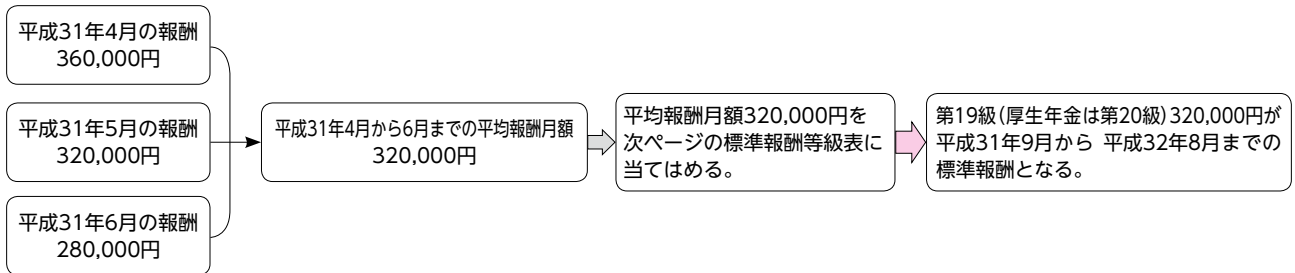 平成31年4月の報酬
360,000円
平成31年5月の報酬
320,000円
平成31年6月の報酬
280,000円
平成31年4月から6月までの平均報酬月額
320,000円
平均報酬月額320,000円を
次ページの標準報酬等級表に
当てはめる。
第19級(厚生年金は第20級)320,000円が
平成31年9月から 平成32年8月までの
標準報酬となる。